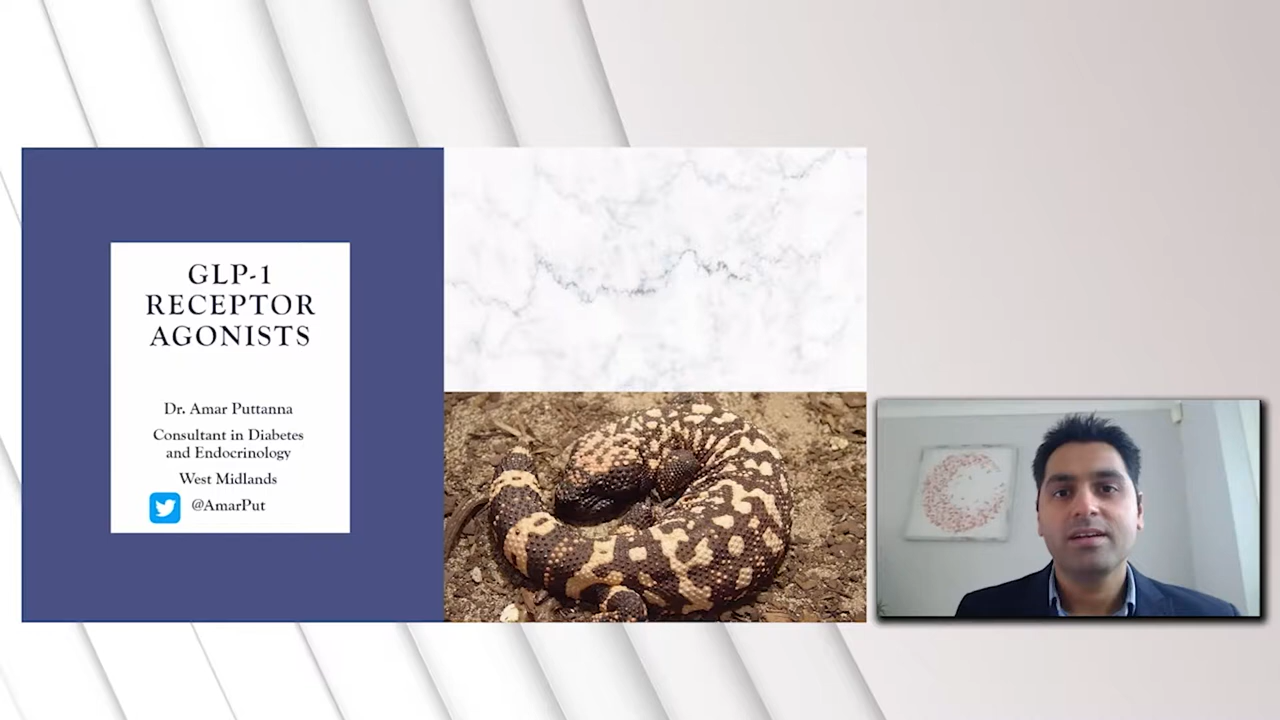 GLP-1
RECEPTOR
AGONISTS
Dr. Amar Puttanna
Consultant in Diabetes
and Endocrinology
West Midlands
@AmarPut